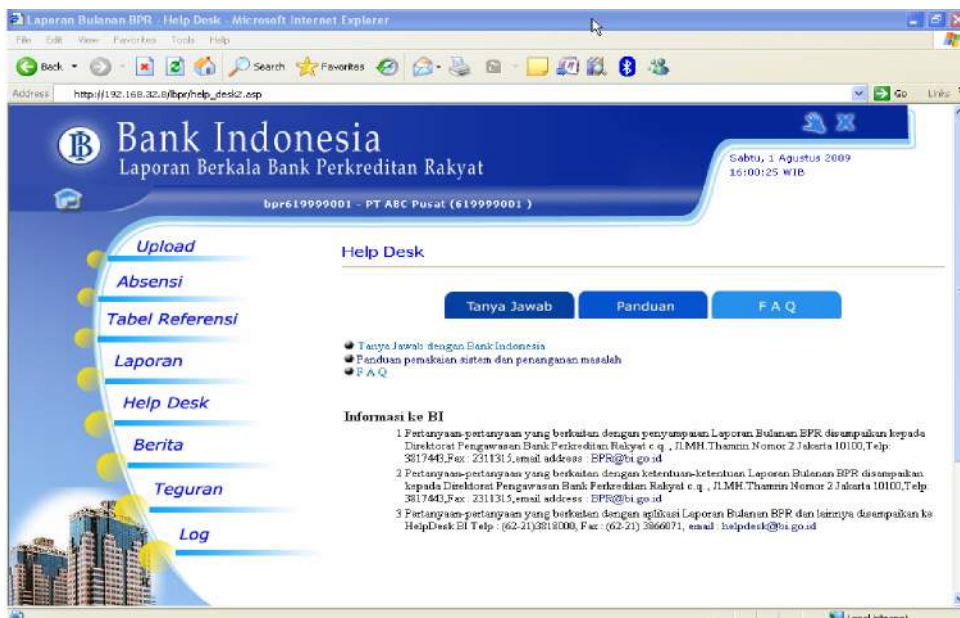 Laporan Bulanan BPR - Help Desk - Microsoft Internet Explorer
File Edit View Favorites Tools Help
Back Search Favorites
Address http://192.168.32.8/lbpr/help_desk2.asp Go Links
Bank Indonesia
Laporan Berkala Bank Perkreditan Rakyat
Sabtu, 1 Agustus 2009
16:00:25 WIB
bpr619999001 - PT ABC Pusat (619999001 )
Upload
Absensi
Tabel Referensi
Laporan
Help Desk
Berita
Teguran
Log
Help Desk
Tanya Jawab Panduan F A Q
Tanya Jawab dengan Bank Indonesia
Panduan pemakaian sistem dan penanganan masalah
F A Q
Informasi ke BI
1 Pertanyaan-pertanyaan yang berkaitan dengan penyampaian Laporan Bulanan BPR disampaikan kepada
Direktorat Pengawasan Bank Perkreditan Rakyat c.q. , Jl.MH.Thamrin Nomor 2 Jakarta 10100,Telp:
3817443,Fax : 2311315,email address : BPR@bi.go.id
2 Pertanyaan-pertanyaan yang berkaitan dengan ketentuan-ketentuan Laporan Bulanan BPR disampaikan
kepada Direktorat Pengawasan Bank Perkreditan Rakyat c.q. , Jl.MH.Thamrin Nomor 2 Jakarta 10100,Telp:
3817443,Fax : 2311315,email address : BPR@bi.go.id
3 Pertanyaan-pertanyaan yang berkaitan dengan aplikasi Laporan Bulanan BPR dan lainnya disampaikan ke
HelpDesk BI Telp : (62-21)3818000, Fax : (62-21) 3866071, email : helpdesk@bi.go.id